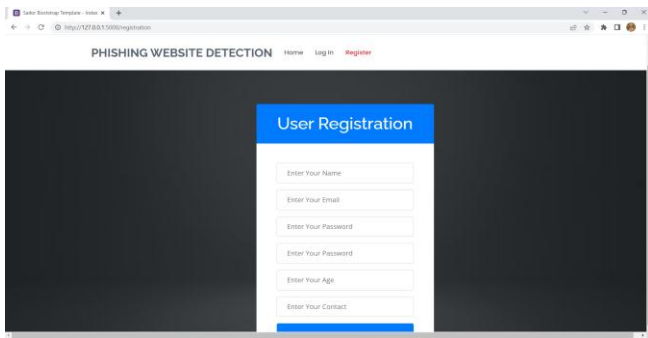 Sailor Bootstrap Template - Index
http://127.0.0.1:5000/registration
PHISHING WEBSITE DETECTION Home Log In Register
User Registration
Enter Your Name
Enter Your Email
Enter Your Password
Enter Your Password
Enter Your Age
Enter Your Contact